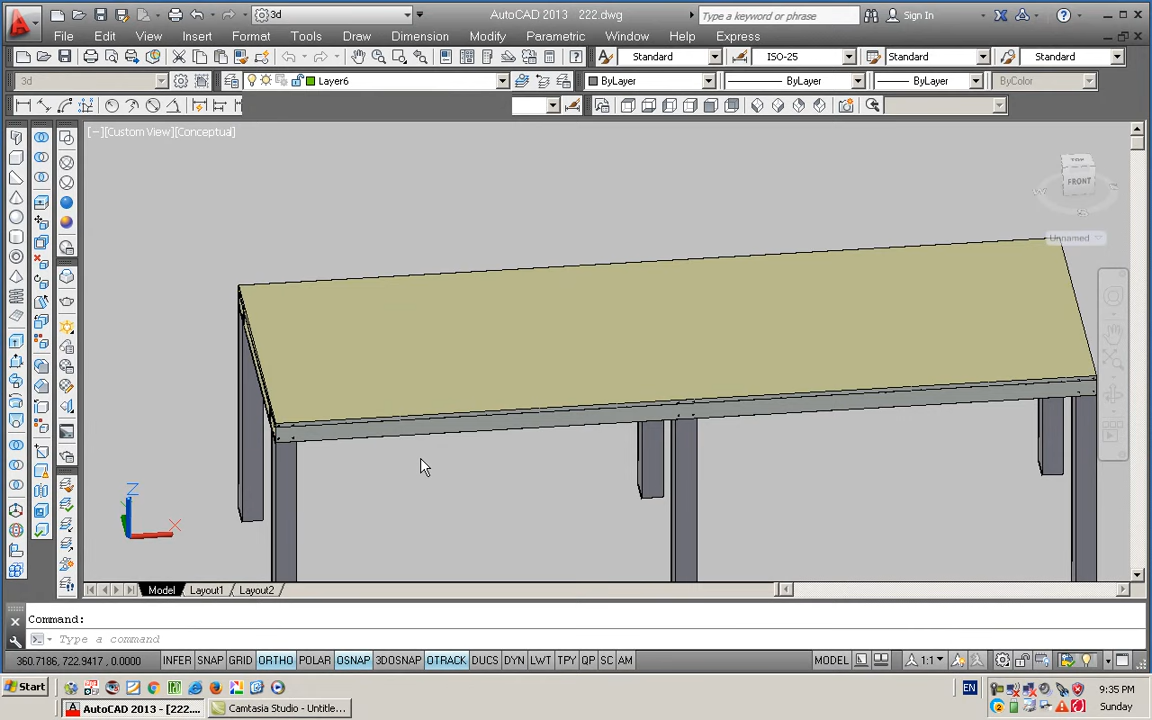 AutoCAD 2013 222.dwg
3d
Type a keyword or phrase
Sign In
File Edit View Insert Format Tools Draw Dimension Modify Parametric Window Help Express
Standard ISO-25 Standard Standard
3d Layer6 ByLayer ByLayer ByLayer ByColor
[−][Custom View][Conceptual]
TOP
FRONT
Unnamed
Z
X
Model Layout1 Layout2
Command:
Type a command
360.7186, 722.9417, 0.0000 INFER SNAP GRID ORTHO POLAR OSNAP 3DOSNAP OTRACK DUCS DYN LWT TPY QP SC AM MODEL 1:1
Start EN 9:35 PM
AutoCAD 2013 - [222.... Camtasia Studio - Untitle... Sunday